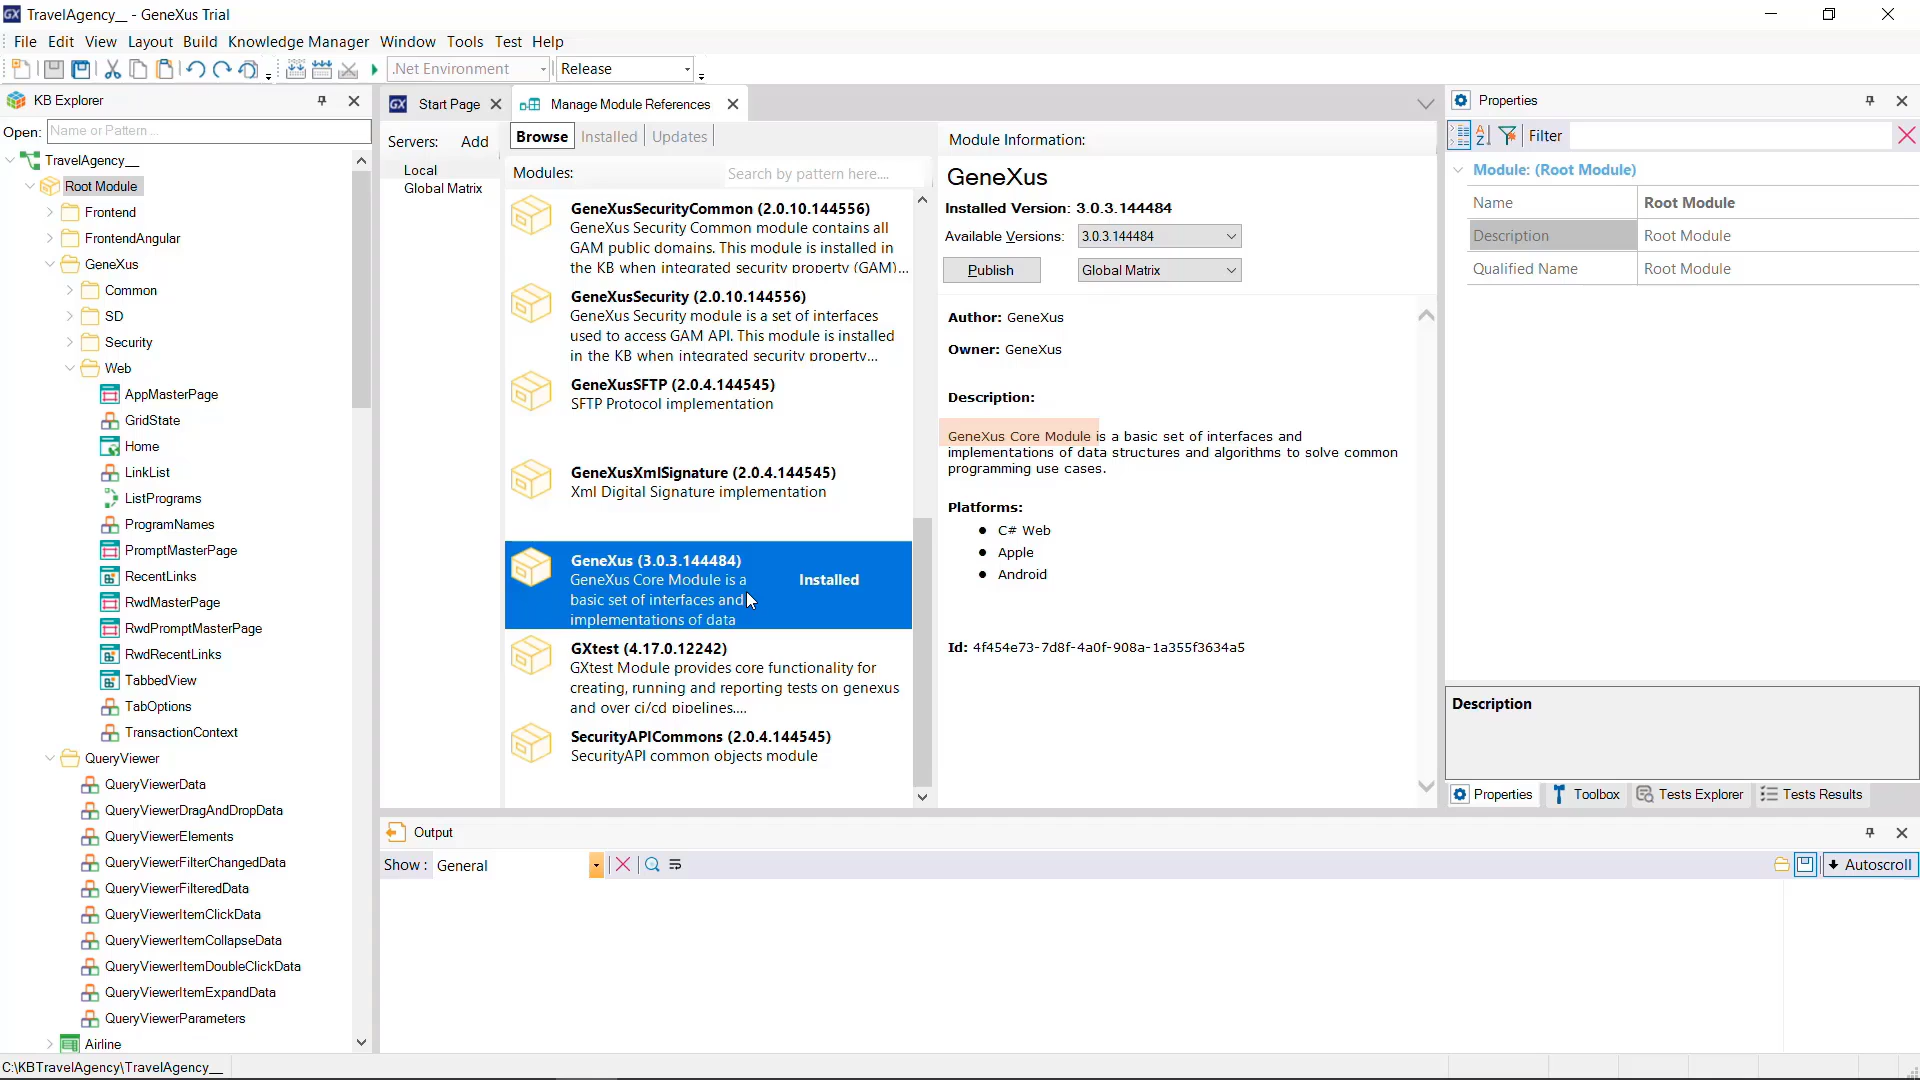 TravelAgency__ - GeneXus Trial
File Edit View Layout Build Knowledge Manager Window Tools Test Help
.Net Environment Release
KB Explorer
Open: Name or Pattern ...
TravelAgency__
Root Module
Frontend
FrontendAngular
GeneXus
Common
SD
Security
Web
AppMasterPage
GridState
Home
LinkList
ListPrograms
ProgramNames
PromptMasterPage
RecentLinks
RwdMasterPage
RwdPromptMasterPage
RwdRecentLinks
TabbedView
TabOptions
TransactionContext
QueryViewer
QueryViewerData
QueryViewerDragAndDropData
QueryViewerElements
QueryViewerFilterChangedData
QueryViewerFilteredData
QueryViewerItemClickData
QueryViewerItemCollapseData
QueryViewerItemDoubleClickData
QueryViewerItemExpandData
QueryViewerParameters
Airline
GX Start Page Manage Module References
Servers: Add
Local
Global Matrix
Browse Installed Updates
Modules: Search by pattern here....
GeneXusSecurityCommon (2.0.10.144556)
GeneXus Security Common module contains all
GAM public domains. This module is installed in
the KB when integrated security property (GAM)...
GeneXusSecurity (2.0.10.144556)
GeneXus Security module is a set of interfaces
used to access GAM API. This module is installed
in the KB when integrated security property...
GeneXusSFTP (2.0.4.144545)
SFTP Protocol implementation
GeneXusXmlSignature (2.0.4.144545)
Xml Digital Signature implementation
GeneXus (3.0.3.144484)
GeneXus Core Module is a
basic set of interfaces and
implementations of data
Installed
GXtest (4.17.0.12242)
GXtest Module provides core functionality for
creating, running and reporting tests on genexus
and over ci/cd pipelines....
SecurityAPICommons (2.0.4.144545)
SecurityAPI common objects module
Module Information:
GeneXus
Installed Version: 3.0.3.144484
Available Versions: 3.0.3.144484
Publish Global Matrix
Author: GeneXus
Owner: GeneXus
Description:
GeneXus Core Module is a basic set of interfaces and
implementations of data structures and algorithms to solve common
programming use cases.
Platforms:
C# Web
Apple
Android
Id: 4f454e73-7d8f-4a0f-908a-1a355f3634a5
Properties
Filter
Module: (Root Module)
Name Root Module
Description Root Module
Qualified Name Root Module
Description
Properties Toolbox Tests Explorer Tests Results
Output
Show: General
Autoscroll
C:\KBTravelAgency\TravelAgency__